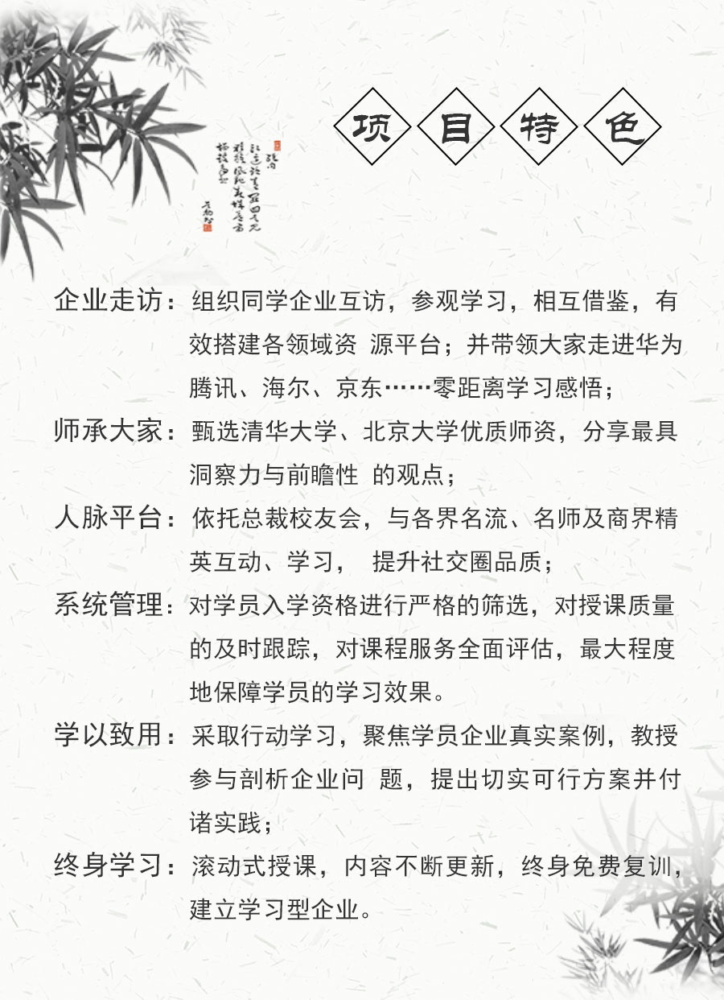 项目特色
企业走访：组织同学企业互访，参观学习，相互借鉴，有
效搭建各领域资 源平台；并带领大家走进华为
腾讯、海尔、京东……零距离学习感悟；
师承大家：甄选清华大学、北京大学优质师资，分享最具
洞察力与前瞻性 的观点；
人脉平台：依托总裁校友会，与各界名流、名师及商界精
英互动、学习， 提升社交圈品质；
系统管理：对学员入学资格进行严格的筛选，对授课质量
的及时跟踪，对课程服务全面评估，最大程度
地保障学员的学习效果。
学以致用：采取行动学习，聚焦学员企业真实案例，教授
参与剖析企业问 题，提出切实可行方案并付
诸实践；
终身学习：滚动式授课，内容不断更新，终身免费复训，
建立学习型企业。